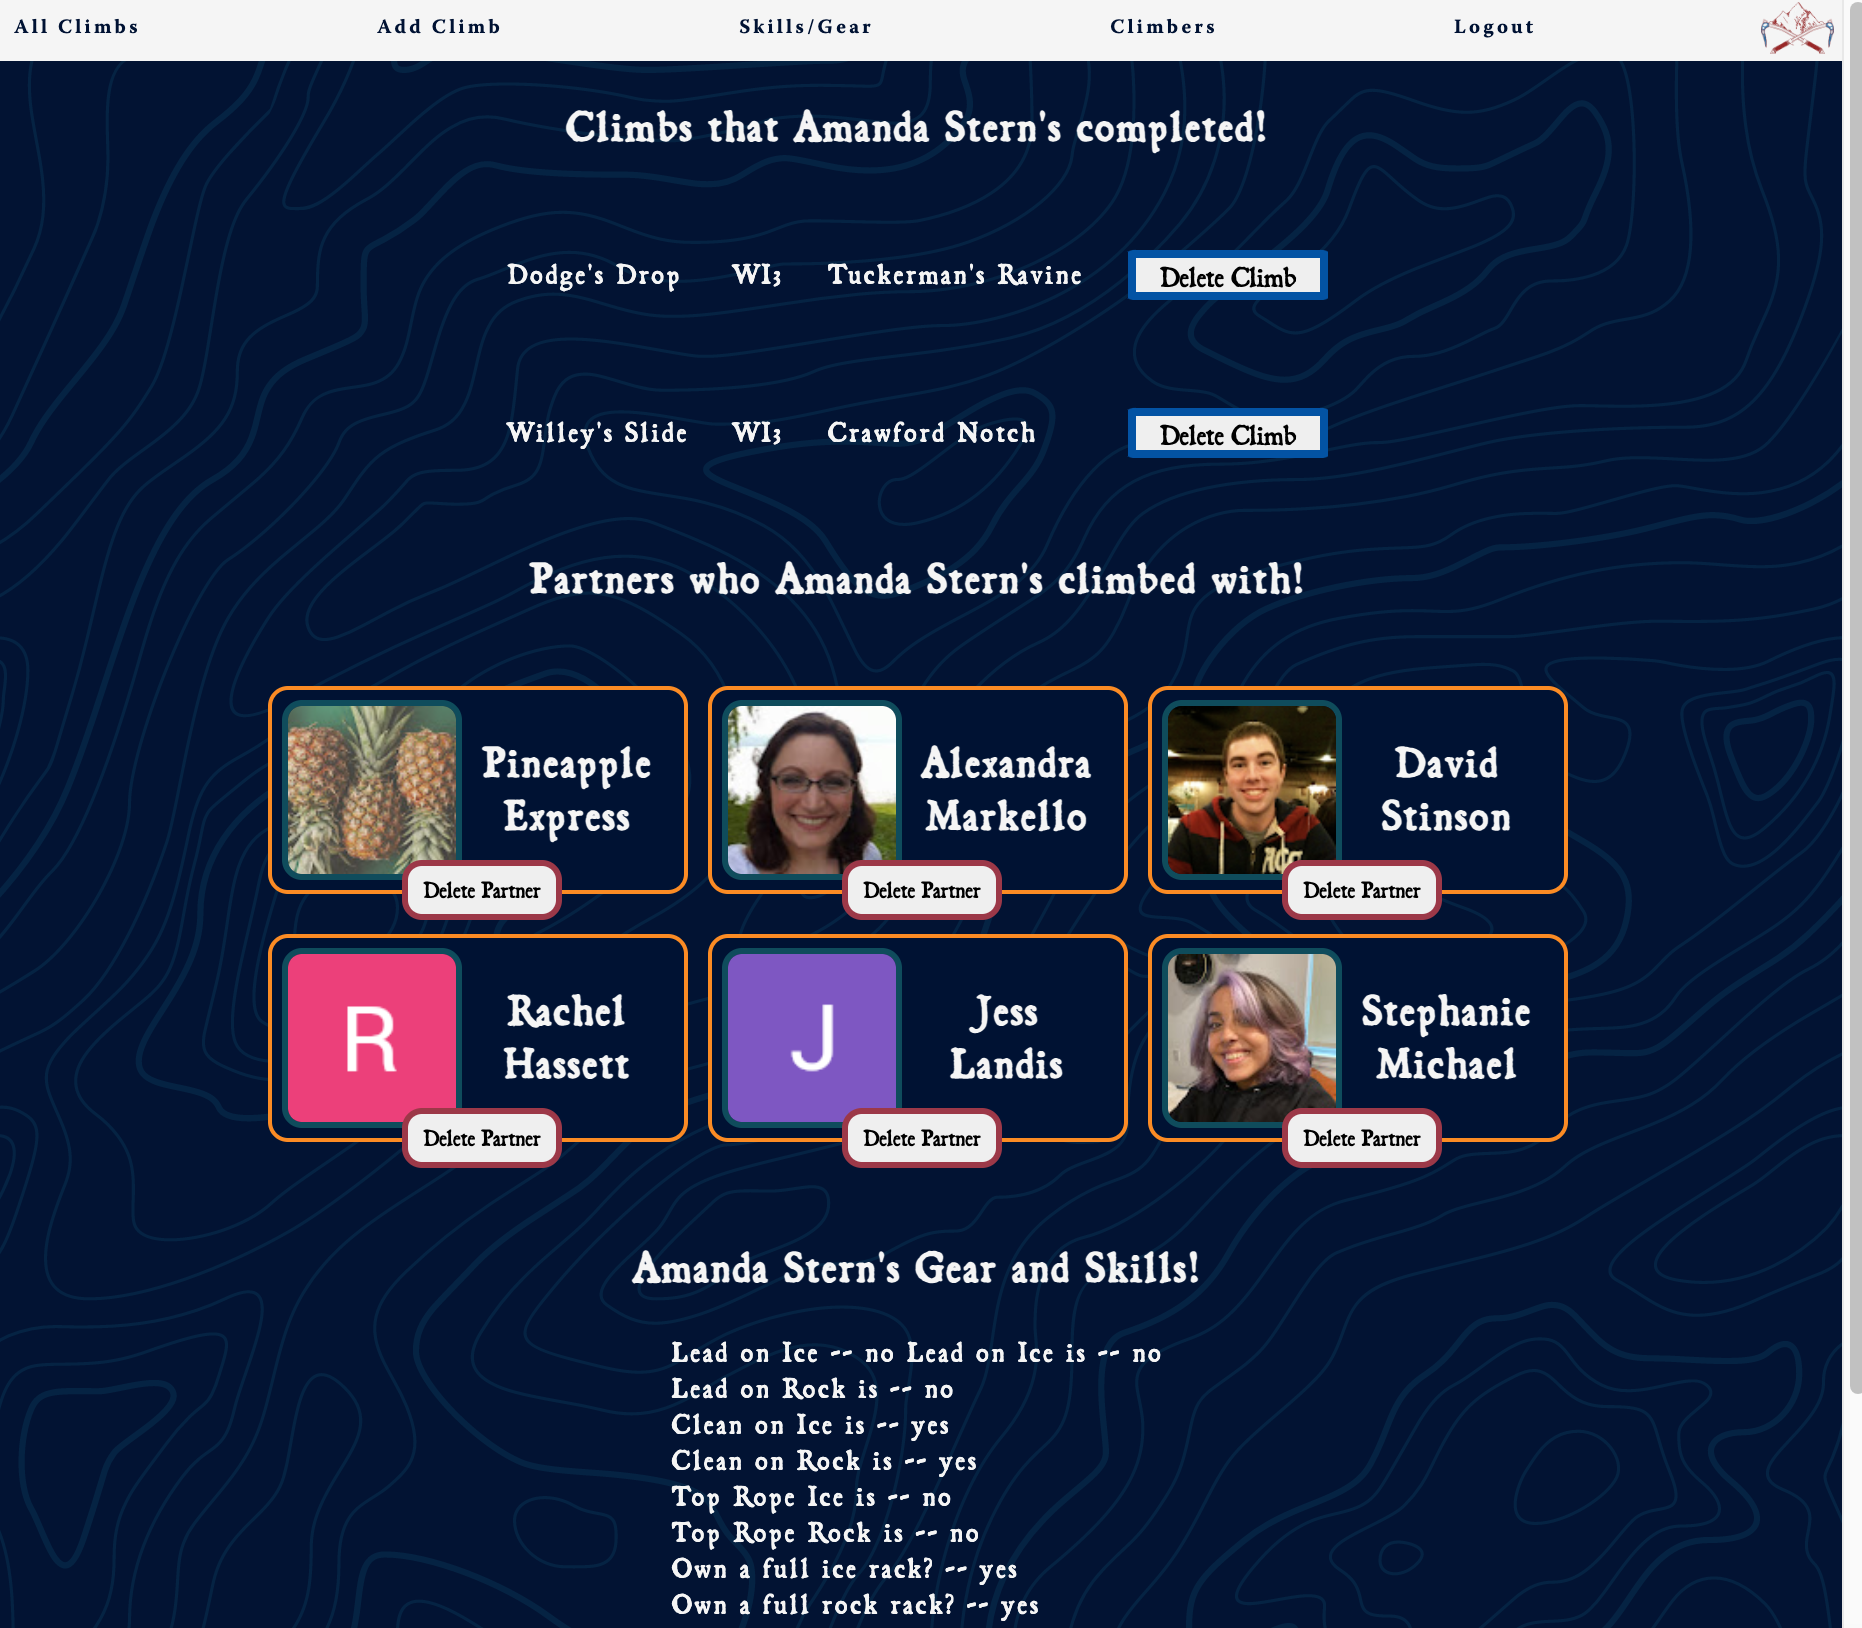 All Climbs Add Climb Skills/Gear Climbers Logout
Climbs that Amanda Stern's completed!
Dodge's Drop WI3 Tuckerman's Ravine Delete Climb
Willey's Slide WI3 Crawford Notch Delete Climb
Partners who Amanda Stern's climbed with!
Pineapple
Express
Delete Partner
Alexandra
Markello
Delete Partner
David
Stinson
Delete Partner
R
Rachel
Hassett
Delete Partner
J
Jess
Landis
Delete Partner
Stephanie
Michael
Delete Partner
Amanda Stern's Gear and Skills!
Lead on Ice -- no Lead on Ice is -- no
Lead on Rock is -- no
Clean on Ice is -- yes
Clean on Rock is -- yes
Top Rope Ice is -- no
Top Rope Rock is -- no
Own a full ice rack? -- yes
Own a full rock rack? -- yes